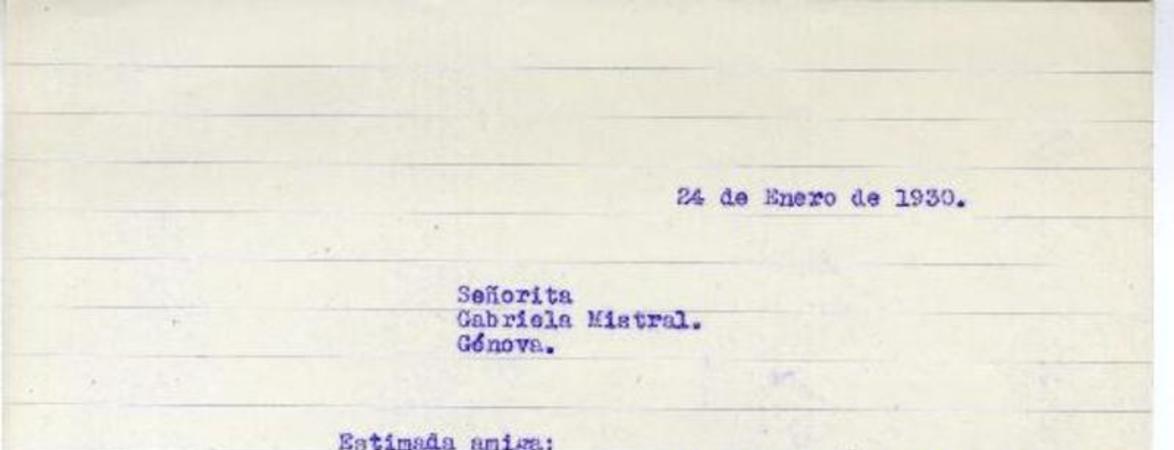 24 de Enero de 1930.
Señorita
Gabriela Mistral.
Génova.
Estimada amiga: